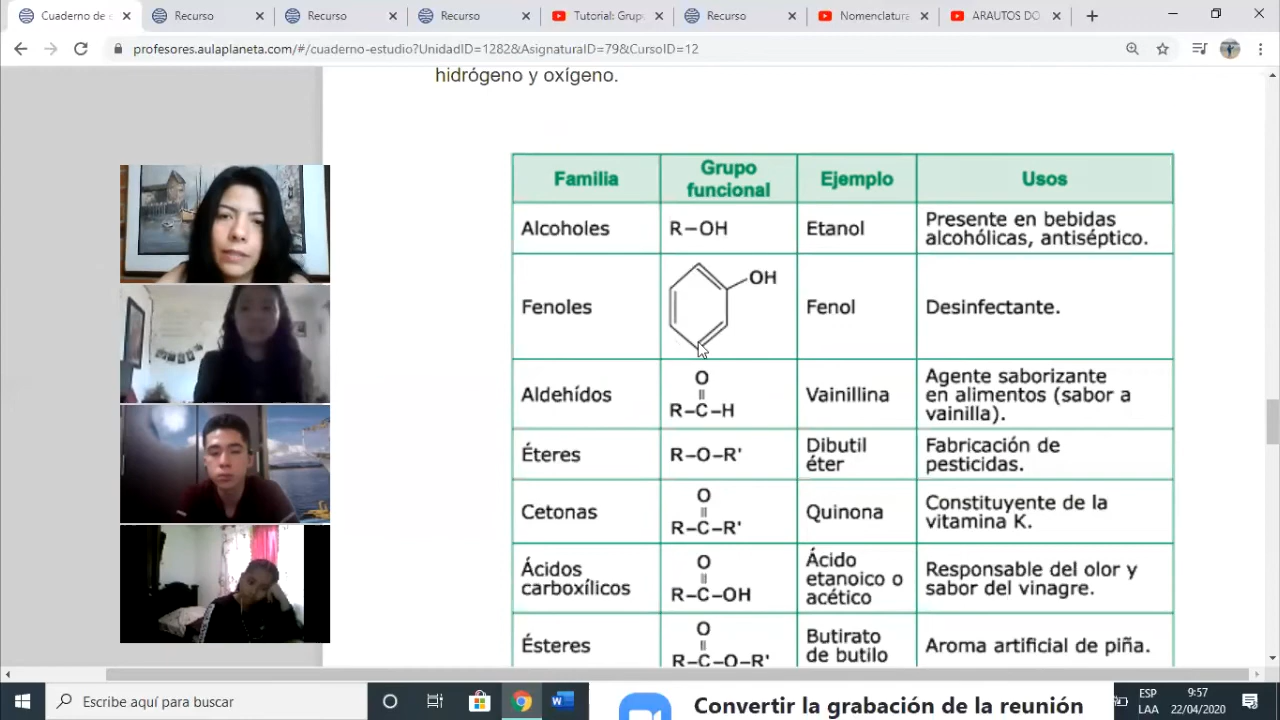 Cuaderno de e
Recurso
Recurso
Recurso
Tutorial: Grup
Recurso
Nomenclatura
ARAUTOS DO
profesores.aulaplaneta.com/#/cuaderno-estudio?UnidadID=1282&AsignaturaID=79&CursoID=12
hidrógeno y oxígeno.
Familia
Grupo
funcional
Ejemplo
Usos
Alcoholes
R–OH
Etanol
Presente en bebidas
alcohólicas, antiséptico.
Fenoles
OH
Fenol
Desinfectante.
Aldehídos
O
R–C–H
Vainillina
Agente saborizante
en alimentos (sabor a
vainilla).
Éteres
R–O–R'
Dibutil
éter
Fabricación de
pesticidas.
Cetonas
O
R–C–R'
Quinona
Constituyente de la
vitamina K.
Ácidos
carboxílicos
O
R–C–OH
Ácido
etanoico o
acético
Responsable del olor y
sabor del vinagre.
Ésteres
O
R–C–O–R'
Butirato
de butilo
Aroma artificial de piña.
Escribe aquí para buscar
Convertir la grabación de la reunión
ESP
LAA
9:57
22/04/2020